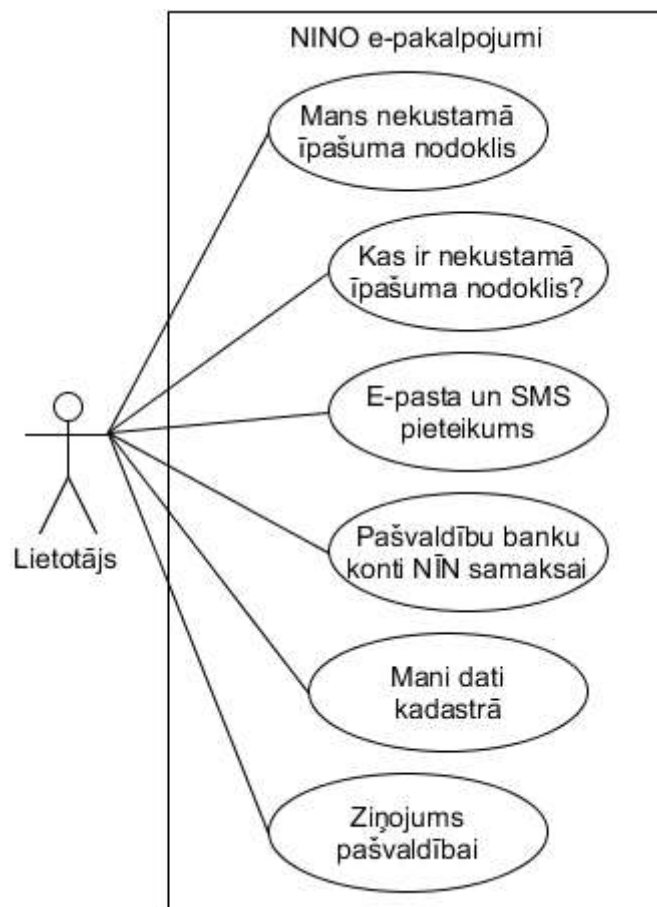 NINO e-pakalpojumi
Mans nekustamā
īpašuma nodoklis
Kas ir nekustamā
īpašuma nodoklis?
E-pasta un SMS
pieteikums
Pašvaldību banku
konti NĪN samaksai
Lietotājs
Mani dati
kadastrā
Ziņojums
pašvaldībai